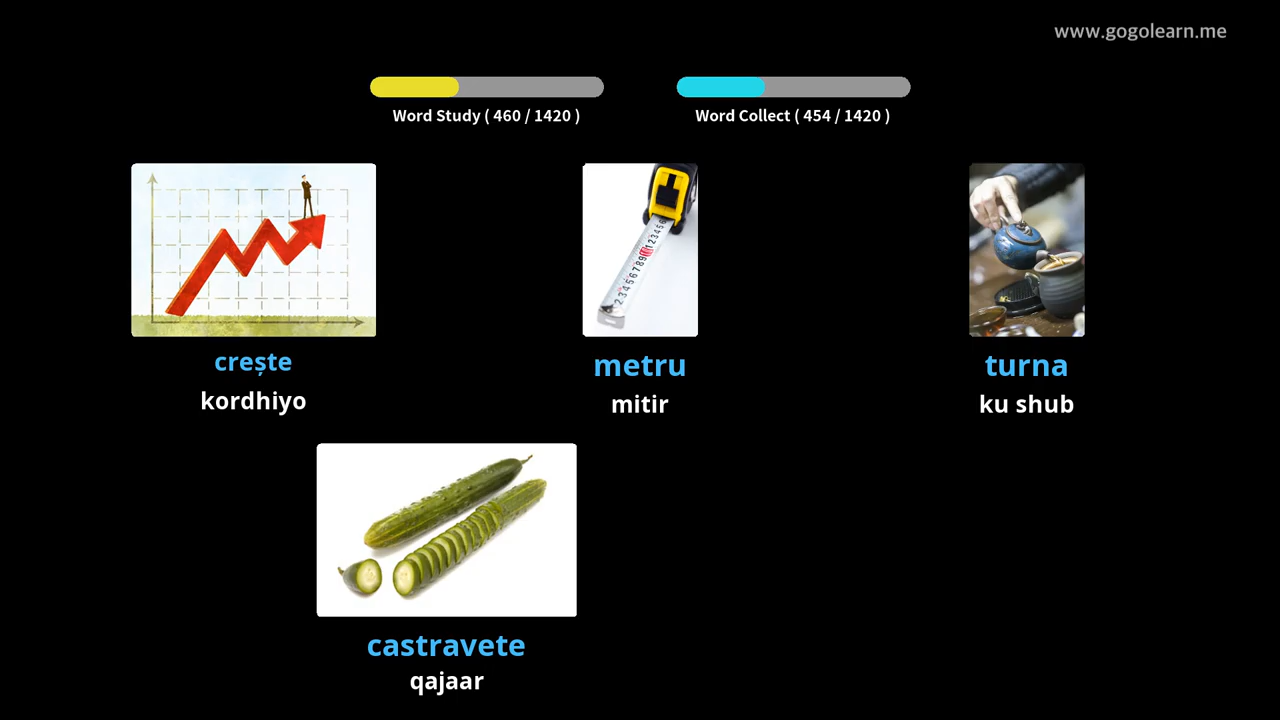 www.gogolearn.me
Word Study ( 460 / 1420 )
Word Collect ( 454 / 1420 )
crește
kordhiyo
metru
mitir
turna
ku shub
castravete
qajaar